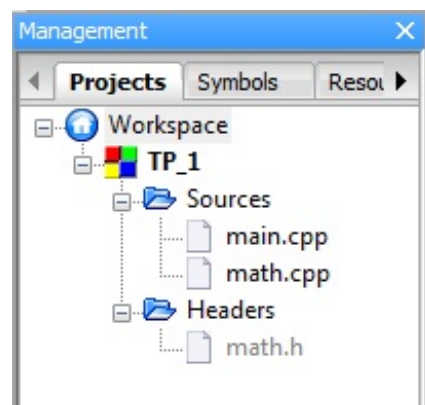 Management
Projects Symbols Resou
Workspace
TP_1
Sources
main.cpp
math.cpp
Headers
math.h